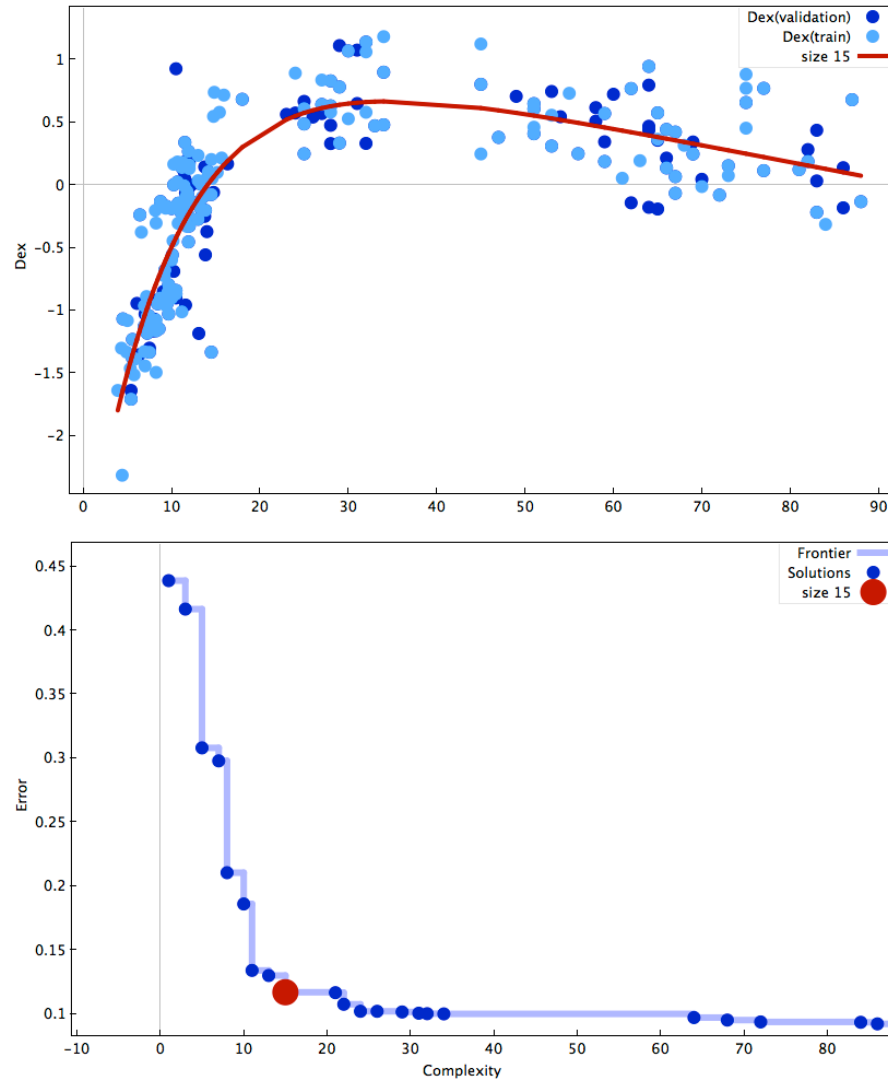 Dex(validation)
Dex(train)
size 15
1
0.5
0
−0.5
−1
−1.5
−2
Dex
0 10 20 30 40 50 60 70 80 90
Frontier
Solutions
size 15
0.45
0.4
0.35
0.3
0.25
0.2
0.15
0.1
Error
−10 0 10 20 30 40 50 60 70 80
Complexity